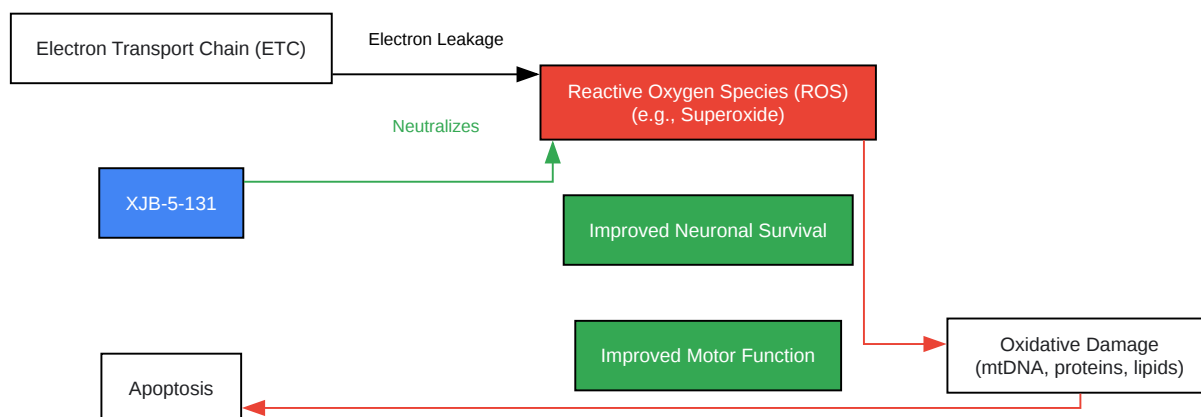 Electron Transport Chain (ETC)
Electron Leakage
Reactive Oxygen Species (ROS)
(e.g., Superoxide)
Neutralizes
XJB-5-131
Improved Neuronal Survival
Improved Motor Function
Oxidative Damage
(mtDNA, proteins, lipids)
Apoptosis